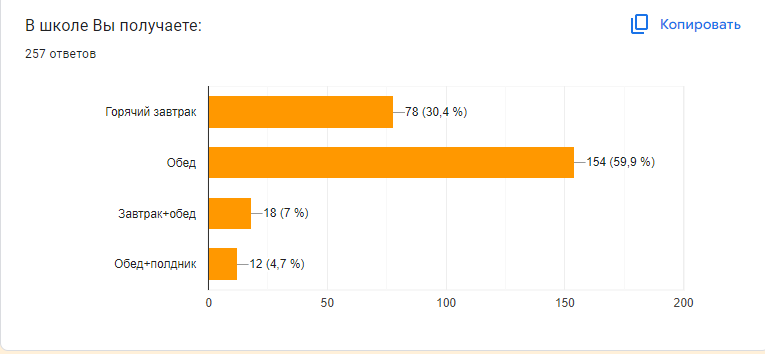 В школе Вы получаете:
Копировать
257 ответов
Горячий завтрак
78 (30,4 %)
Обед
154 (59,9 %)
Завтрак+обед
18 (7 %)
Обед+полдник
12 (4,7 %)
0 50 100 150 200